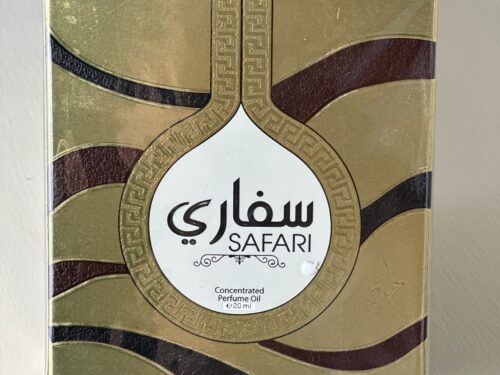 سفاري
SAFARI
Concentrated
Perfume Oil
℮20 ml